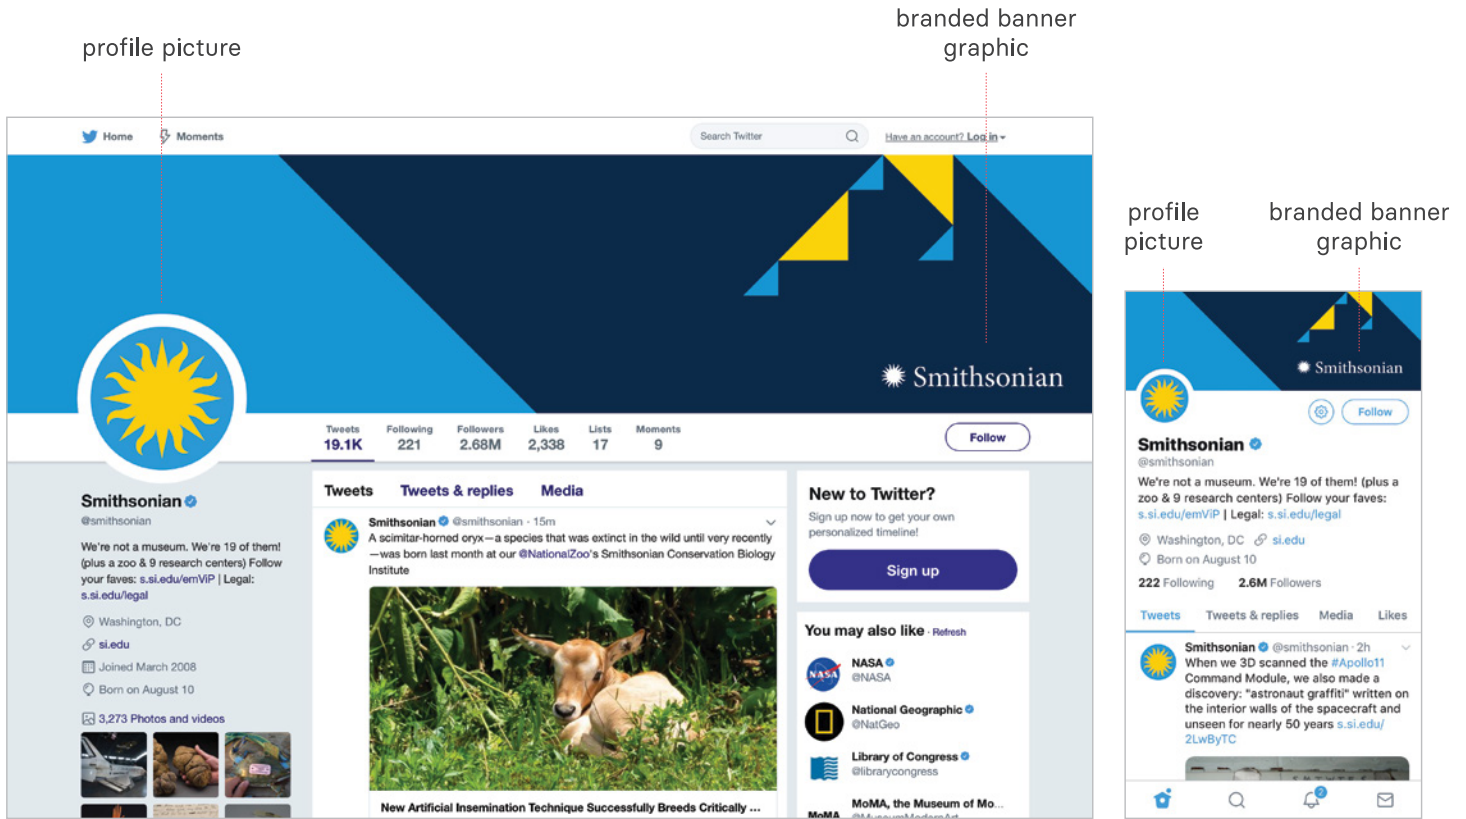 profile picture
branded banner
graphic
Home
Moments
Search Twitter
Have an account? Log in
Smithsonian
Tweets
19.1K
Following
221
Followers
2.68M
Likes
2,338
Lists
17
Moments
9
Follow
Smithsonian
@smithsonian
We're not a museum. We're 19 of them!
(plus a zoo & 9 research centers) Follow
your faves: s.si.edu/emViP | Legal:
s.si.edu/legal
Washington, DC
si.edu
Joined March 2008
Born on August 10
3,273 Photos and videos
Tweets Tweets & replies Media
Smithsonian @smithsonian · 15m
A scimitar-horned oryx—a species that was extinct in the wild until very recently
—was born last month at our @NationalZoo's Smithsonian Conservation Biology
Institute
New Artificial Insemination Technique Successfully Breeds Critically ...
New to Twitter?
Sign up now to get your own
personalized timeline!
Sign up
You may also like · Refresh
NASA
NASA
@NASA
National Geographic
@NatGeo
Library of Congress
@librarycongress
MoMA
MoMA, the Museum of Mo...
@MuseumModernArt
profile
picture
branded banner
graphic
Smithsonian
Follow
Smithsonian
@smithsonian
We're not a museum. We're 19 of them! (plus a
zoo & 9 research centers) Follow your faves:
s.si.edu/emViP | Legal: s.si.edu/legal
Washington, DC si.edu
Born on August 10
222 Following 2.6M Followers
Tweets Tweets & replies Media Likes
Smithsonian @smithsonian · 2h
When we 3D scanned the #Apollo11
Command Module, we also made a
discovery: "astronaut graffiti" written on
the interior walls of the spacecraft and
unseen for nearly 50 years s.si.edu/
2LwByTC
2